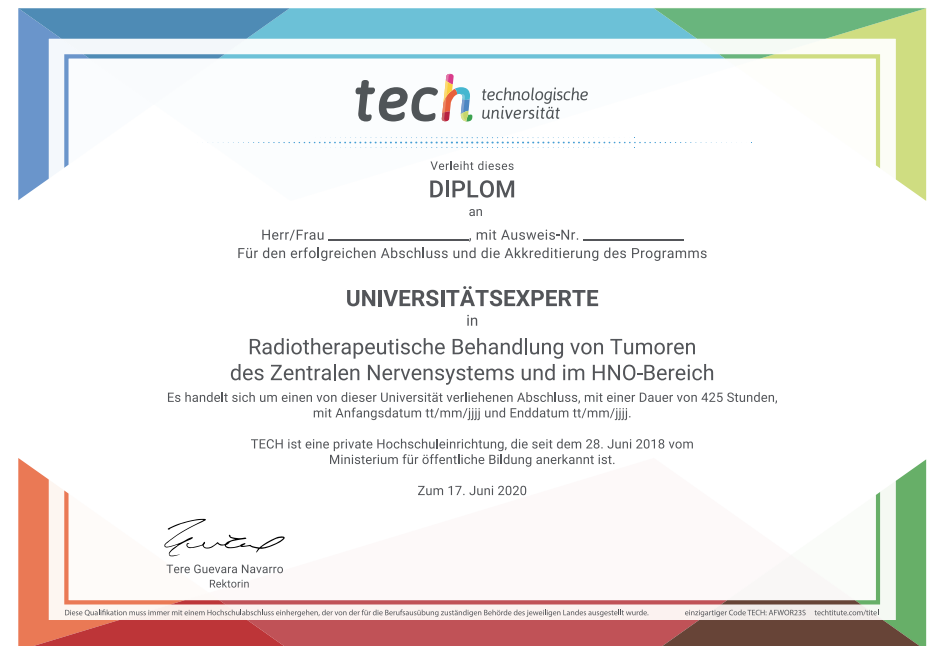 tech technologische
universität
Verleiht dieses
DIPLOM
an
Herr/Frau ____________________, mit Ausweis-Nr. ______________
Für den erfolgreichen Abschluss und die Akkreditierung des Programms
UNIVERSITÄTSEXPERTE
in
Radiotherapeutische Behandlung von Tumoren
des Zentralen Nervensystems und im HNO-Bereich
Es handelt sich um einen von dieser Universität verliehenen Abschluss, mit einer Dauer von 425 Stunden,
mit Anfangsdatum tt/mm/jjjj und Enddatum tt/mm/jjjj.
TECH ist eine private Hochschuleinrichtung, die seit dem 28. Juni 2018 vom
Ministerium für öffentliche Bildung anerkannt ist.
Zum 17. Juni 2020
Tere Guevara Navarro
Rektorin
Diese Qualifikation muss immer mit einem Hochschulabschluss einhergehen, der von der für die Berufsausübung zuständigen Behörde des jeweiligen Landes ausgestellt wurde. einzigartiger Code TECH: AFWOR23S techtitute.com/titel